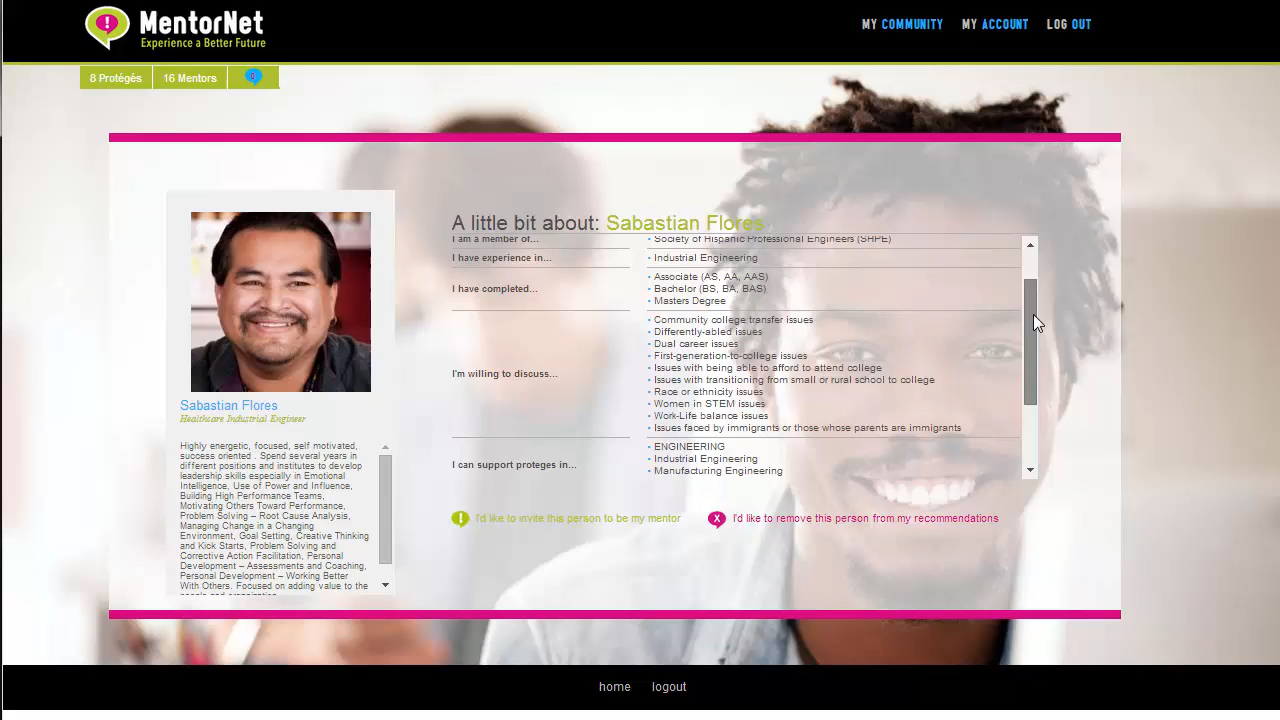 MentorNet
Experience a Better Future
MY COMMUNITY MY ACCOUNT LOG OUT
8 Protégés 16 Mentors
A little bit about: Sabastian Flores
I am a member of...
• Society of Hispanic Professional Engineers (SHPE)
I have experience in...
• Industrial Engineering
I have completed...
• Associate (AS, AA, AAS)
• Bachelor (BS, BA, BAS)
• Masters Degree
I'm willing to discuss...
• Community college transfer issues
• Differently-abled issues
• Dual career issues
• First-generation-to-college issues
• Issues with being able to afford to attend college
• Issues with transitioning from small or rural school to college
• Race or ethnicity issues
• Women in STEM issues
• Work-Life balance issues
• Issues faced by immigrants or those whose parents are immigrants
I can support proteges in...
• ENGINEERING
• Industrial Engineering
• Manufacturing Engineering
Sabastian Flores
Healthcare Industrial Engineer
Highly energetic, focused, self motivated,
success oriented . Spend several years in
different positions and institutes to develop
leadership skills especially in Emotional
Intelligence, Use of Power and Influence,
Building High Performance Teams,
Motivating Others Toward Performance,
Problem Solving – Root Cause Analysis,
Managing Change in a Changing
Environment, Goal Setting, Creative Thinking
and Kick Starts, Problem Solving and
Corrective Action Facilitation, Personal
Development – Assessments and Coaching,
Personal Development – Working Better
With Others. Focused on adding value to the
I'd like to invite this person to be my mentor
X I'd like to remove this person from my recommendations
home logout